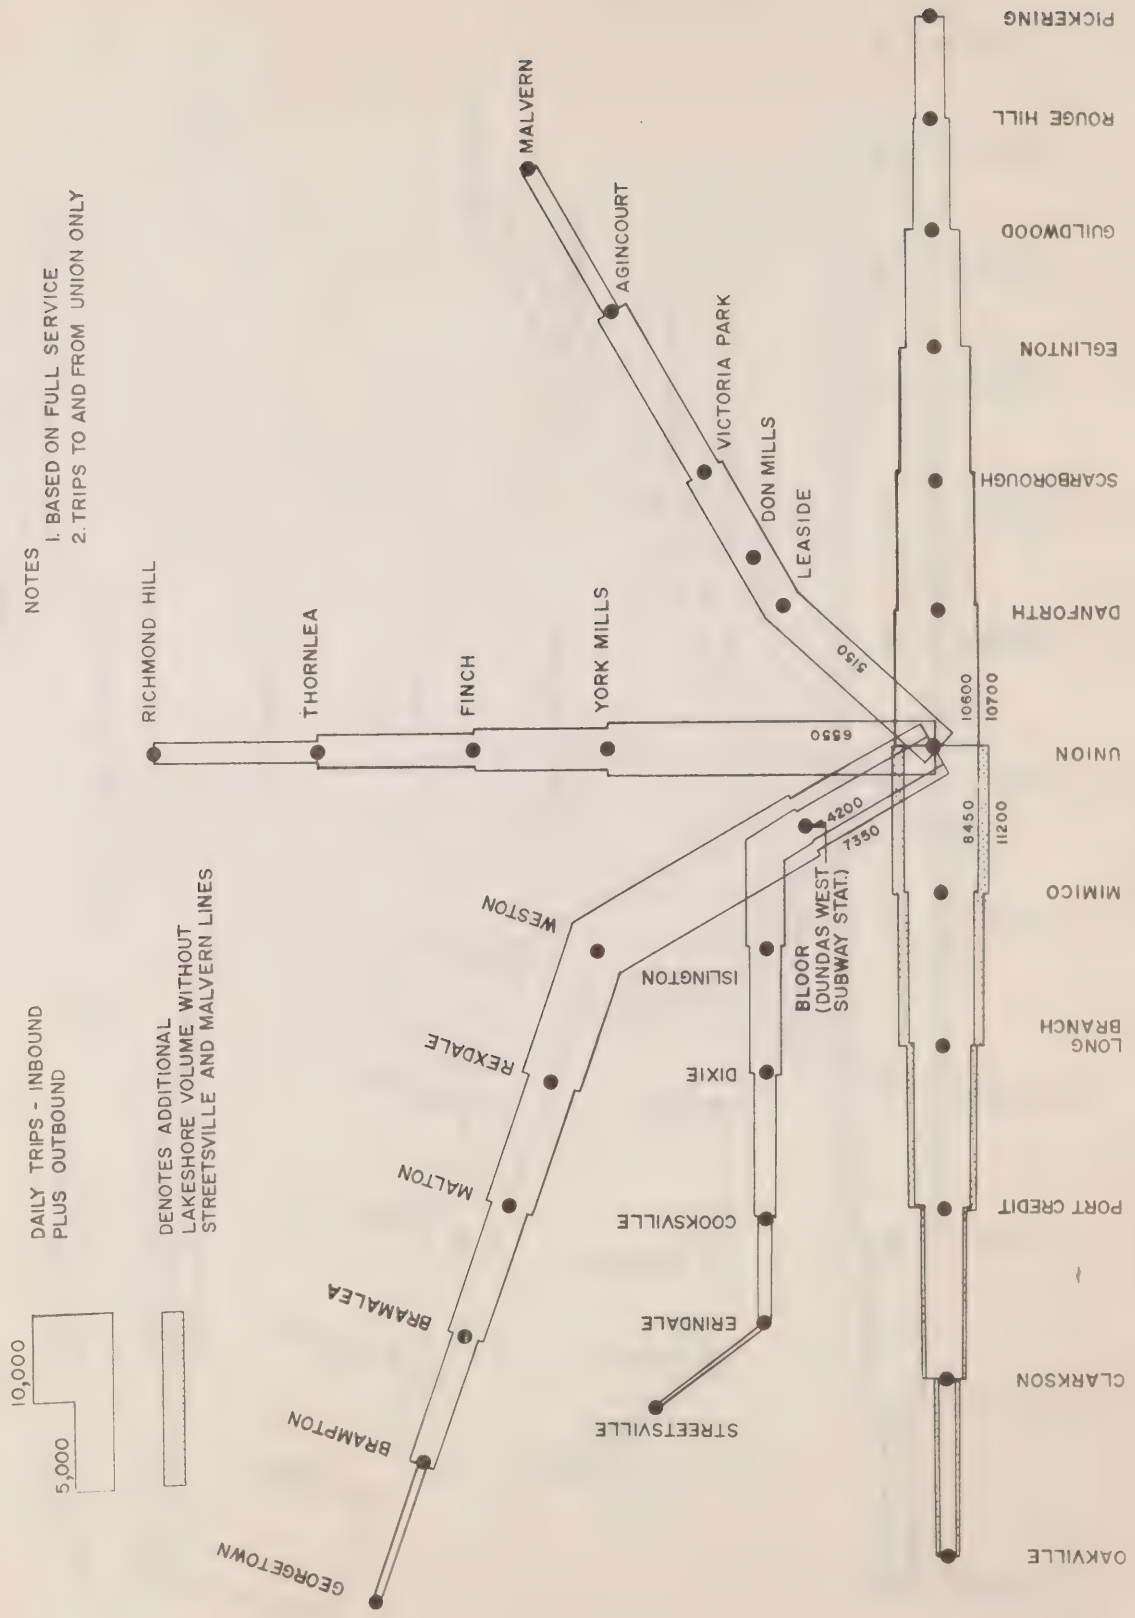 NOTES
1. BASED ON FULL SERVICE
2. TRIPS TO AND FROM UNION ONLY
10,000
5,000
DAILY TRIPS - INBOUND
PLUS OUTBOUND
DENOTES ADDITIONAL
LAKESHORE VOLUME WITHOUT
STREETSVILLE AND MALVERN LINES
RICHMOND HILL
THORNLEA
FINCH
YORK MILLS
6550
MALVERN
AGINCOURT
VICTORIA PARK
DON MILLS
LEASIDE
5150
GEORGETOWN
BRAMPTON
BRAMALEA
MALTON
REXDALE
WESTON
STREETSVILLE
ERINDALE
COOKSVILLE
DIXIE
ISLINGTON
BLOOR
(DUNDAS WEST
SUBWAY STAT.)
4200
7350
8450
11200
10600
10700
OAKVILLE
CLARKSON
PORT CREDIT
LONG
BRANCH
MIMICO
UNION
DANFORTH
SCARBOROUGH
EGLINTON
GUILDWOOD
ROUGE HILL
PICKERING